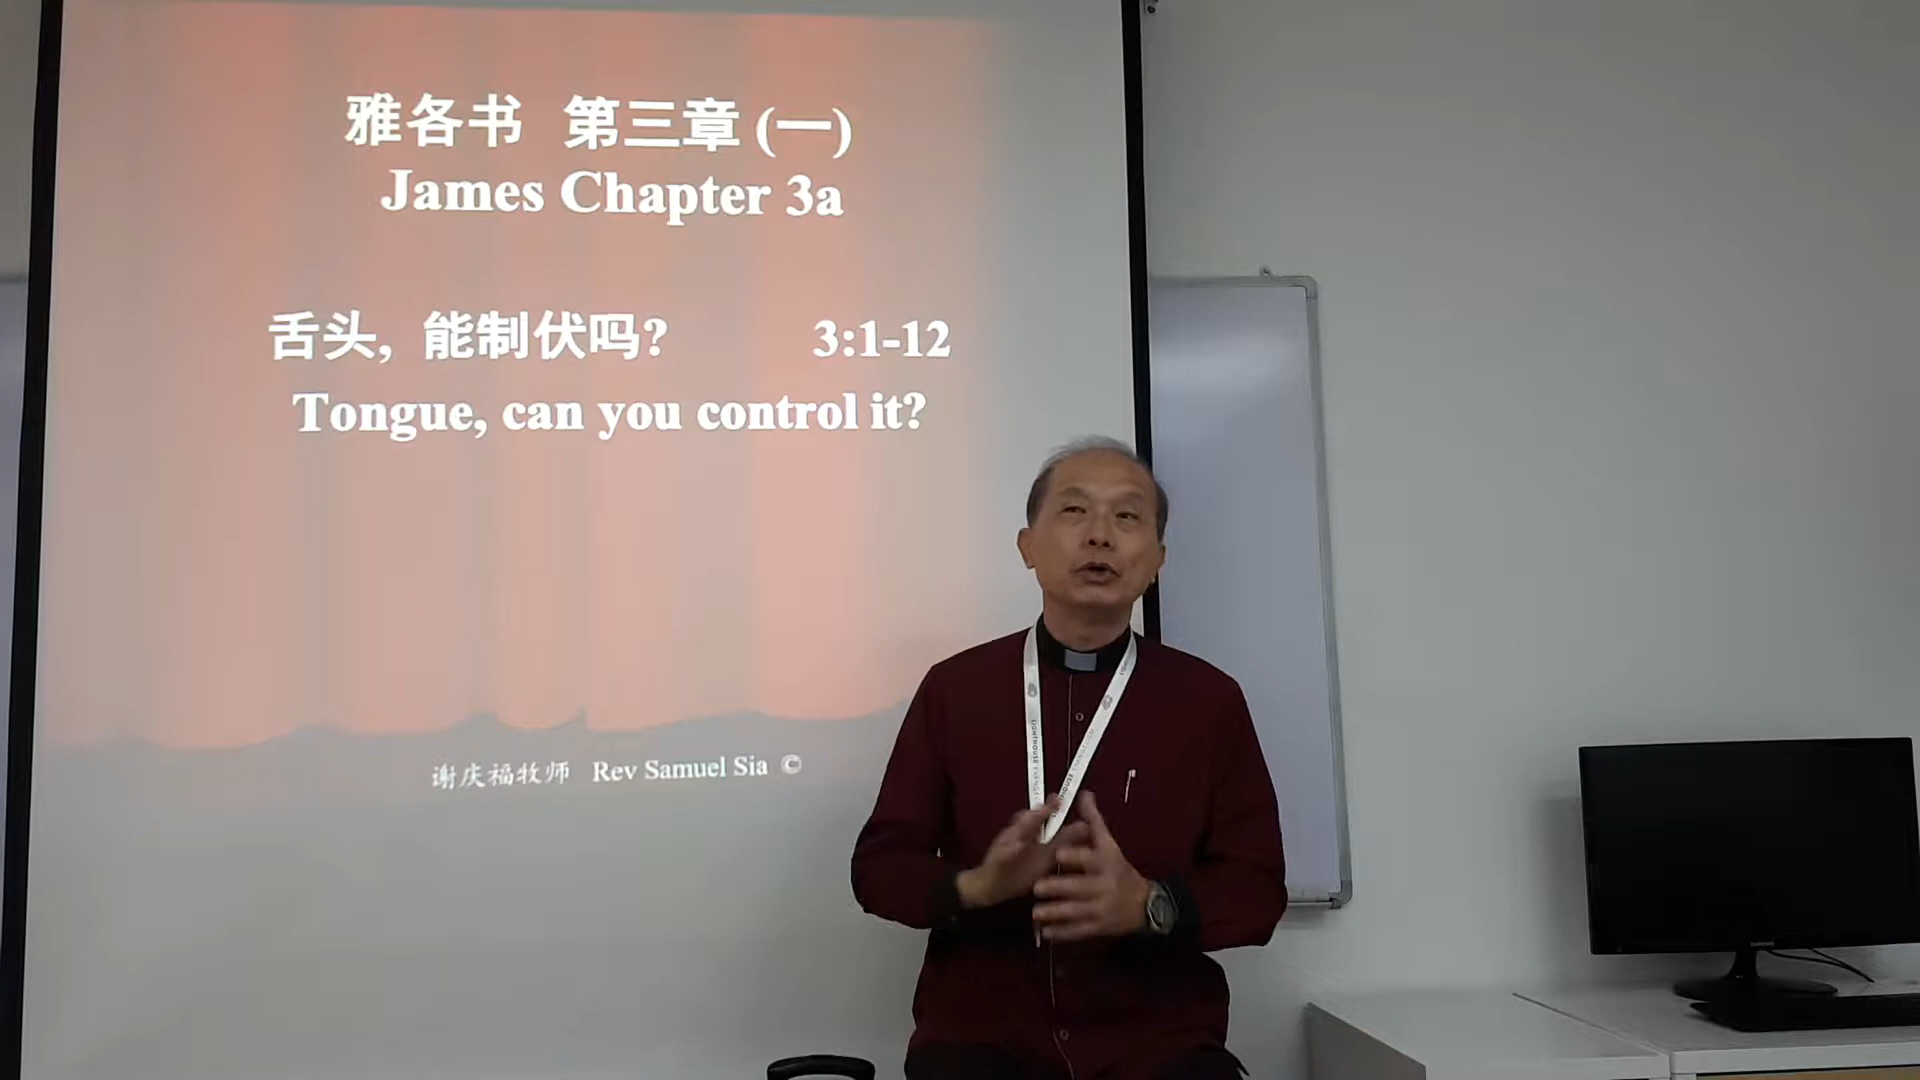 雅各书 第三章 (一)
James Chapter 3a
舌头, 能制伏吗? 3:1-12
Tongue, can you control it?
谢庆福牧师 Rev Samuel Sia ©
LIGHTHOUSE